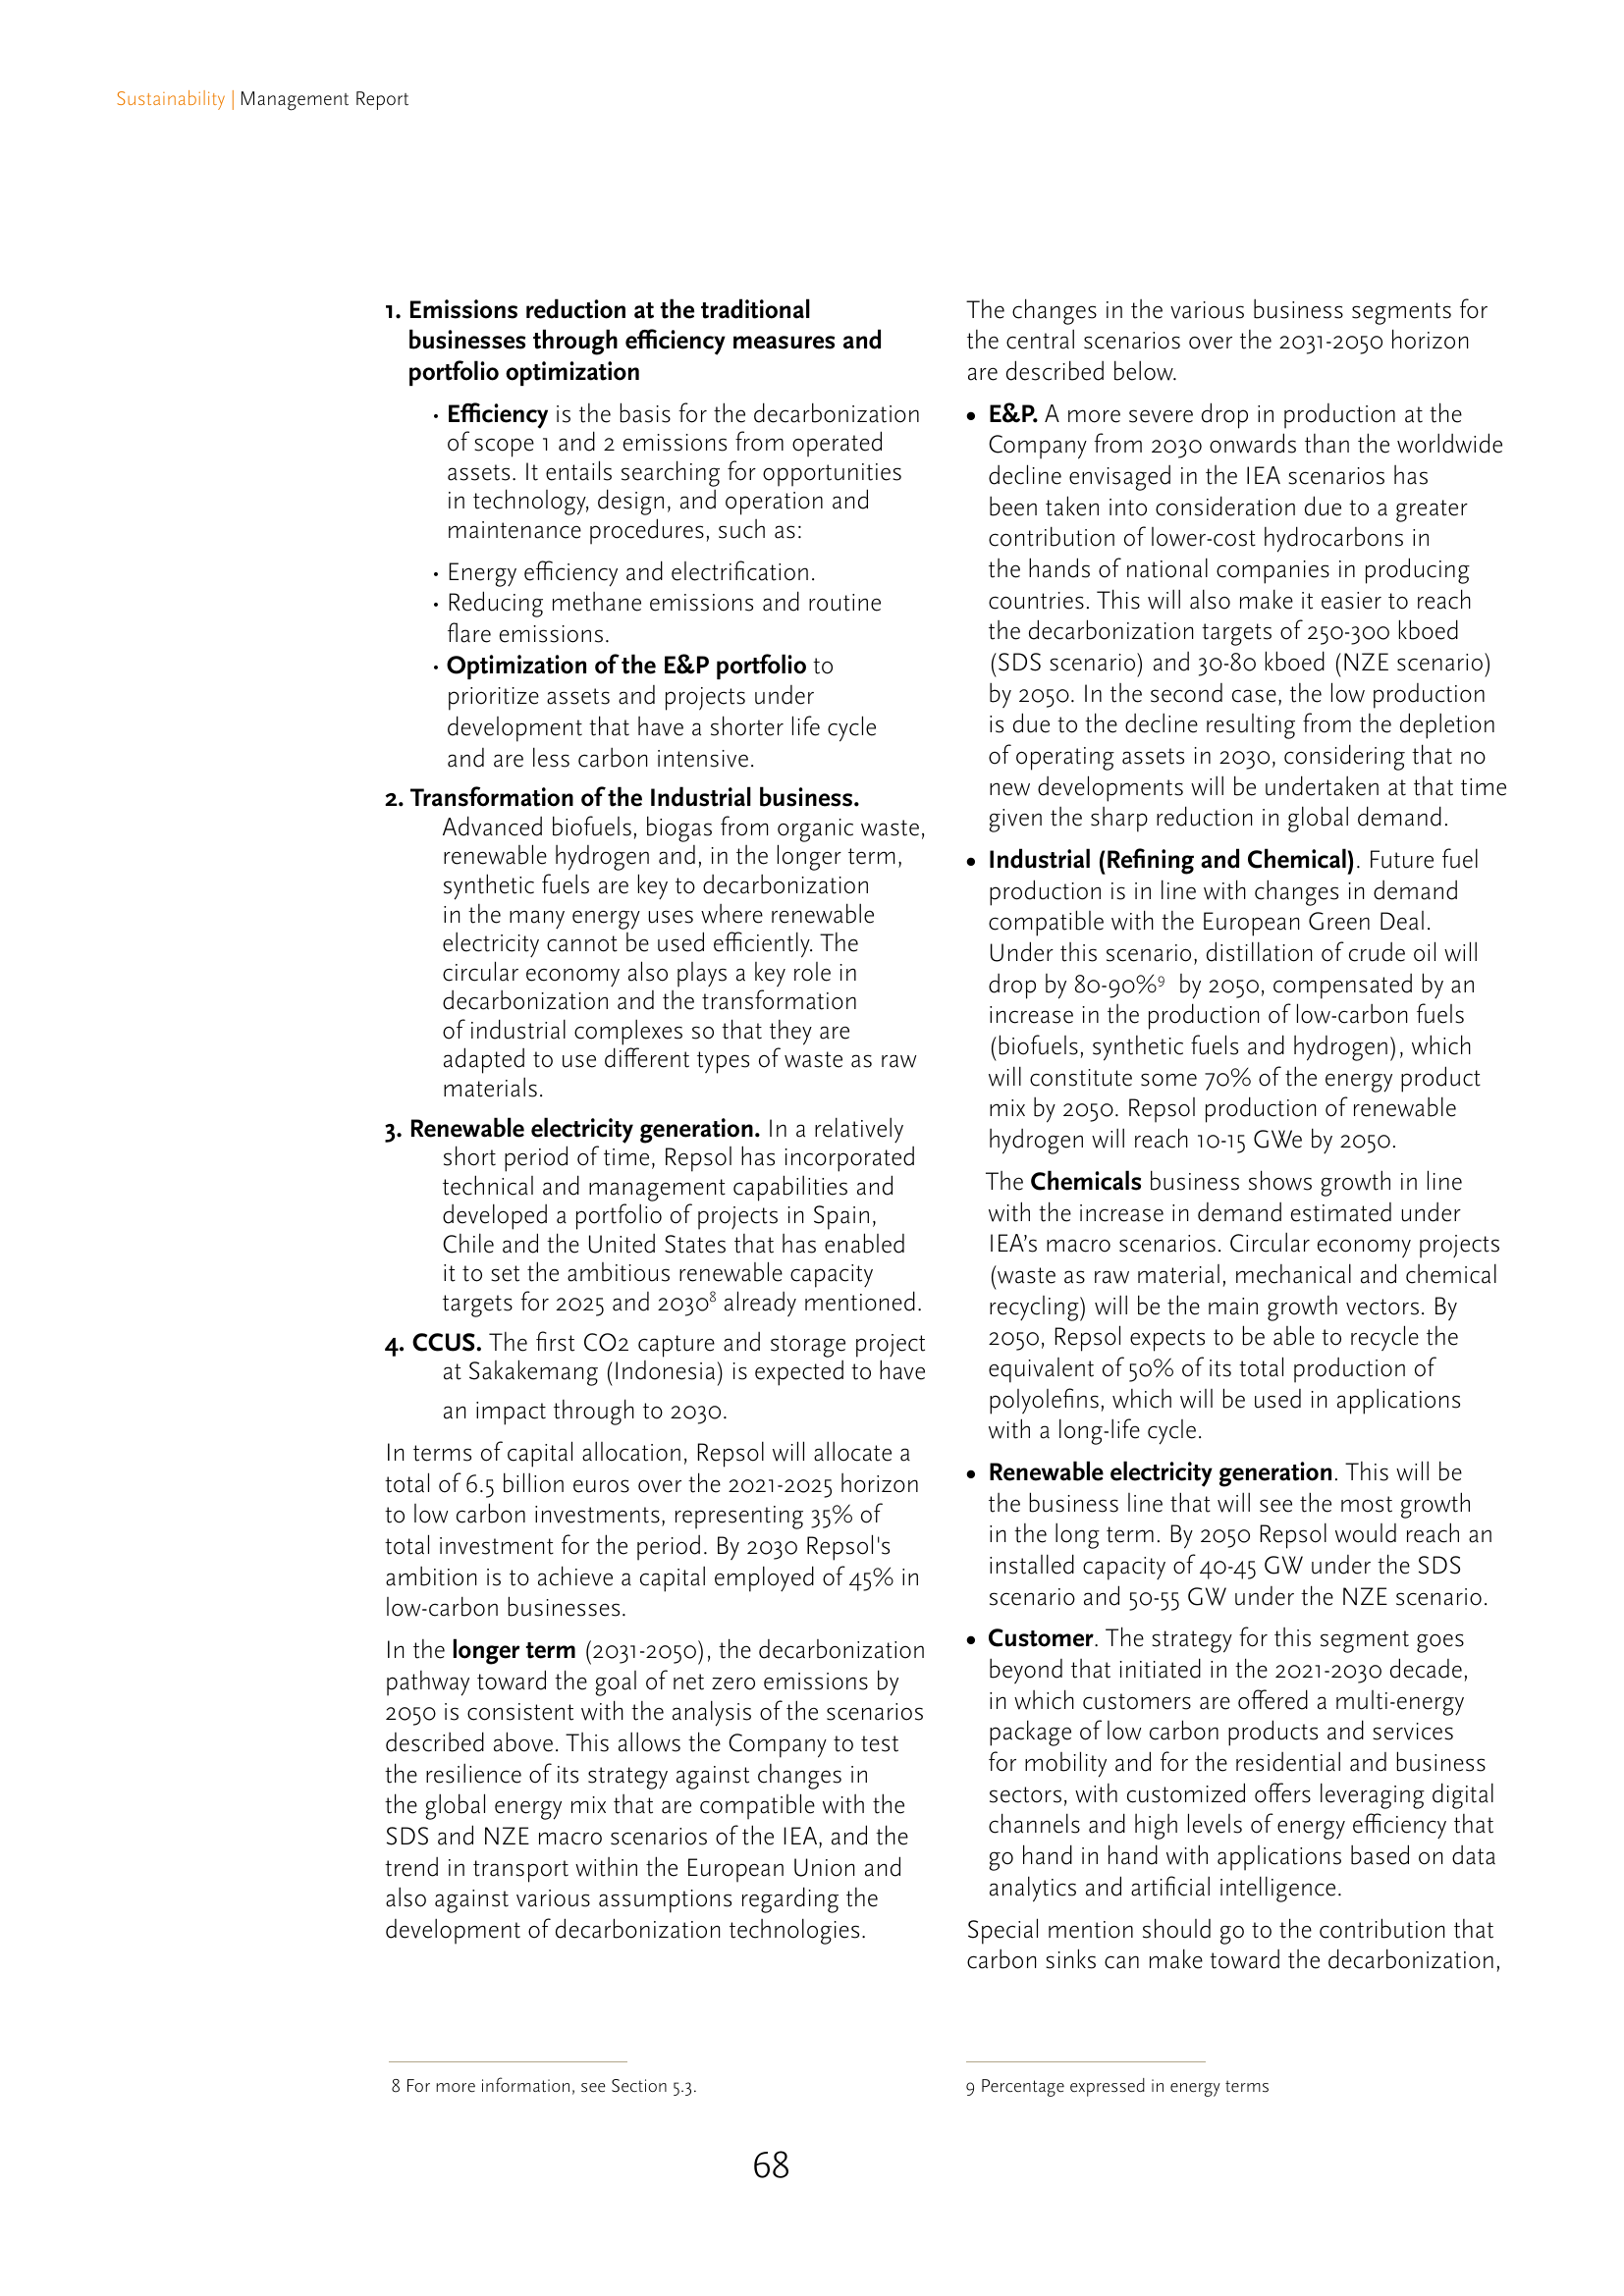 Sustainability | Management Report
1. Emissions reduction at the traditional
businesses through efficiency measures and
portfolio optimization
· Efficiency is the basis for the decarbonization
of scope 1 and 2 emissions from operated
assets. It entails searching for opportunities
in technology, design, and operation and
maintenance procedures, such as:
· Energy efficiency and electrification.
· Reducing methane emissions and routine
flare emissions.
· Optimization of the E&P portfolio to
prioritize assets and projects under
development that have a shorter life cycle
and are less carbon intensive.
2. Transformation of the Industrial business.
Advanced biofuels, biogas from organic waste,
renewable hydrogen and, in the longer term,
synthetic fuels are key to decarbonization
in the many energy uses where renewable
electricity cannot be used efficiently. The
circular economy also plays a key role in
decarbonization and the transformation
of industrial complexes so that they are
adapted to use different types of waste as raw
materials.
3. Renewable electricity generation. In a relatively
short period of time, Repsol has incorporated
technical and management capabilities and
developed a portfolio of projects in Spain,
Chile and the United States that has enabled
it to set the ambitious renewable capacity
targets for 2025 and 2030⁸ already mentioned.
4. CCUS. The first CO2 capture and storage project
at Sakakemang (Indonesia) is expected to have
an impact through to 2030.
In terms of capital allocation, Repsol will allocate a
total of 6.5 billion euros over the 2021-2025 horizon
to low carbon investments, representing 35% of
total investment for the period. By 2030 Repsol's
ambition is to achieve a capital employed of 45% in
low-carbon businesses.
In the longer term (2031-2050), the decarbonization
pathway toward the goal of net zero emissions by
2050 is consistent with the analysis of the scenarios
described above. This allows the Company to test
the resilience of its strategy against changes in
the global energy mix that are compatible with the
SDS and NZE macro scenarios of the IEA, and the
trend in transport within the European Union and
also against various assumptions regarding the
development of decarbonization technologies.
The changes in the various business segments for
the central scenarios over the 2031-2050 horizon
are described below.
• E&P. A more severe drop in production at the
Company from 2030 onwards than the worldwide
decline envisaged in the IEA scenarios has
been taken into consideration due to a greater
contribution of lower-cost hydrocarbons in
the hands of national companies in producing
countries. This will also make it easier to reach
the decarbonization targets of 250-300 kboed
(SDS scenario) and 30-80 kboed (NZE scenario)
by 2050. In the second case, the low production
is due to the decline resulting from the depletion
of operating assets in 2030, considering that no
new developments will be undertaken at that time
given the sharp reduction in global demand.
• Industrial (Refining and Chemical). Future fuel
production is in line with changes in demand
compatible with the European Green Deal.
Under this scenario, distillation of crude oil will
drop by 80-90%⁹ by 2050, compensated by an
increase in the production of low-carbon fuels
(biofuels, synthetic fuels and hydrogen), which
will constitute some 70% of the energy product
mix by 2050. Repsol production of renewable
hydrogen will reach 10-15 GWe by 2050.
The Chemicals business shows growth in line
with the increase in demand estimated under
IEA’s macro scenarios. Circular economy projects
(waste as raw material, mechanical and chemical
recycling) will be the main growth vectors. By
2050, Repsol expects to be able to recycle the
equivalent of 50% of its total production of
polyolefins, which will be used in applications
with a long-life cycle.
• Renewable electricity generation. This will be
the business line that will see the most growth
in the long term. By 2050 Repsol would reach an
installed capacity of 40-45 GW under the SDS
scenario and 50-55 GW under the NZE scenario.
• Customer. The strategy for this segment goes
beyond that initiated in the 2021-2030 decade,
in which customers are offered a multi-energy
package of low carbon products and services
for mobility and for the residential and business
sectors, with customized offers leveraging digital
channels and high levels of energy efficiency that
go hand in hand with applications based on data
analytics and artificial intelligence.
Special mention should go to the contribution that
carbon sinks can make toward the decarbonization,
8 For more information, see Section 5.3.
9 Percentage expressed in energy terms
68